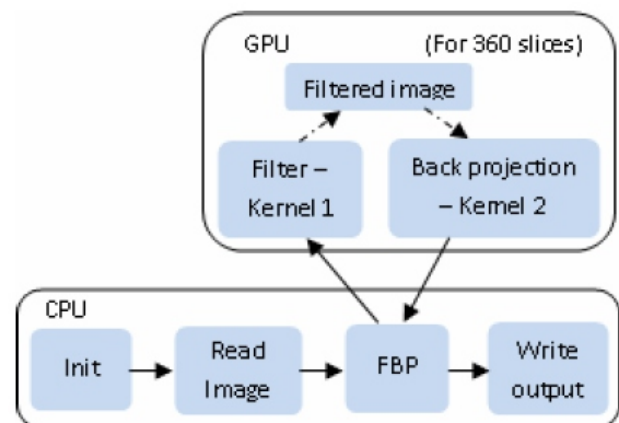 GPU (For 360 slices)
Filtered image
Filter –
Kernel 1
Back projection
– Kernel 2
CPU
Init
Read
Image
FBP
Write
output